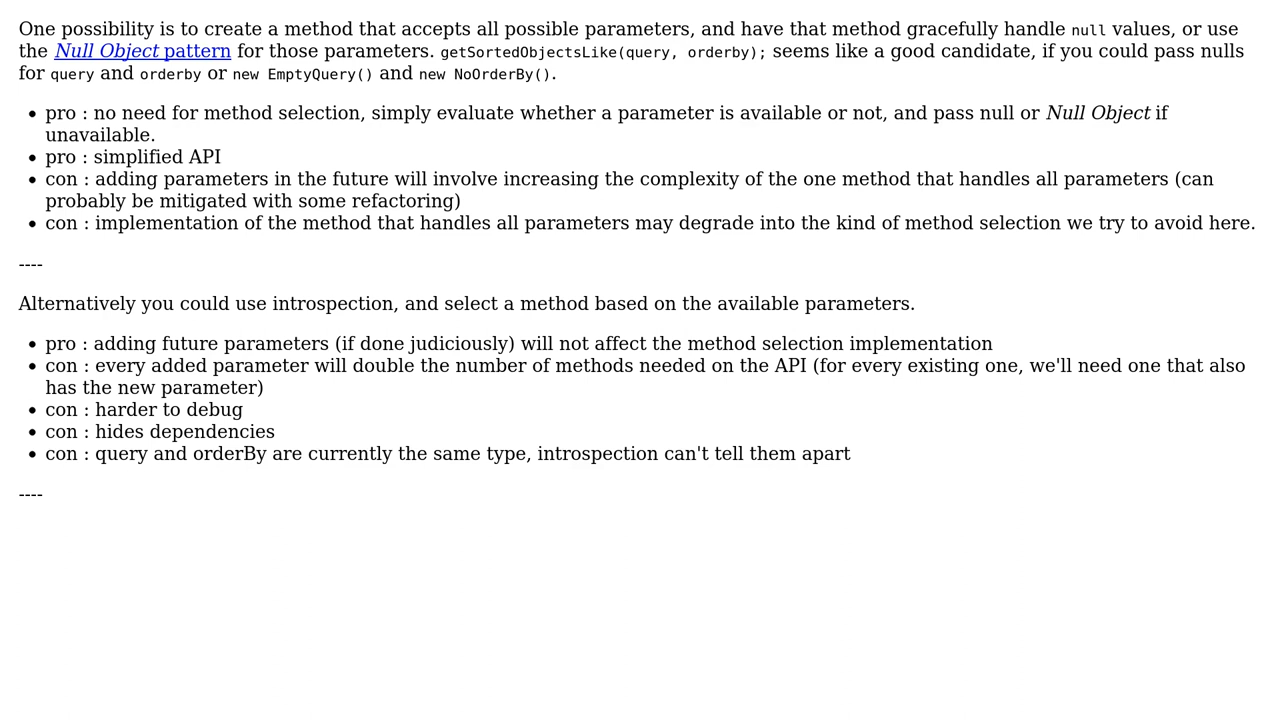 One possibility is to create a method that accepts all possible parameters, and have that method gracefully handle null values, or use
the Null Object pattern for those parameters. getSortedObjectsLike(query, orderby); seems like a good candidate, if you could pass nulls
for query and orderby or new EmptyQuery() and new NoOrderBy().
• pro : no need for method selection, simply evaluate whether a parameter is available or not, and pass null or Null Object if
unavailable.
• pro : simplified API
• con : adding parameters in the future will involve increasing the complexity of the one method that handles all parameters (can
probably be mitigated with some refactoring)
• con : implementation of the method that handles all parameters may degrade into the kind of method selection we try to avoid here.
----
Alternatively you could use introspection, and select a method based on the available parameters.
• pro : adding future parameters (if done judiciously) will not affect the method selection implementation
• con : every added parameter will double the number of methods needed on the API (for every existing one, we'll need one that also
has the new parameter)
• con : harder to debug
• con : hides dependencies
• con : query and orderBy are currently the same type, introspection can't tell them apart
----